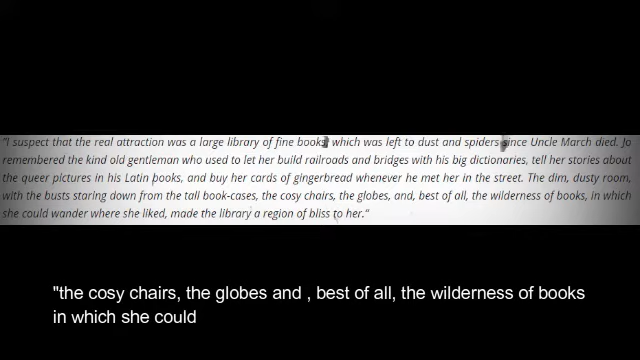 "I suspect that the real attraction was a large library of fine books, which was left to dust and spiders since Uncle March died. Jo
remembered the kind old gentleman who used to let her build railroads and bridges with his big dictionaries, tell her stories about
the queer pictures in his Latin books, and buy her cards of gingerbread whenever he met her in the street. The dim, dusty room,
with the busts staring down from the tall book-cases, the cosy chairs, the globes, and, best of all, the wilderness of books, in which
she could wander where she liked, made the library a region of bliss to her."
"the cosy chairs, the globes and , best of all, the wilderness of books
in which she could